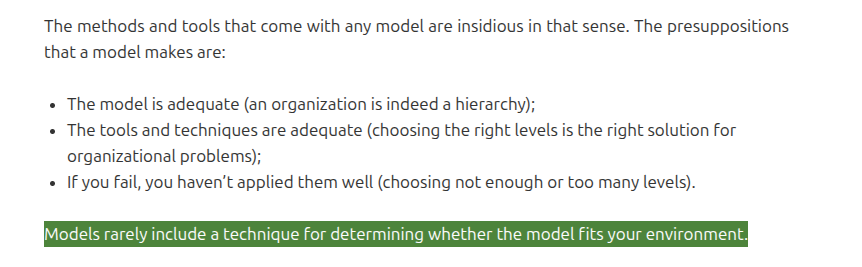 The methods and tools that come with any model are insidious in that sense. The presuppositions
that a model makes are:
• The model is adequate (an organization is indeed a hierarchy);
• The tools and techniques are adequate (choosing the right levels is the right solution for
organizational problems);
• If you fail, you haven’t applied them well (choosing not enough or too many levels).
Models rarely include a technique for determining whether the model fits your environment.